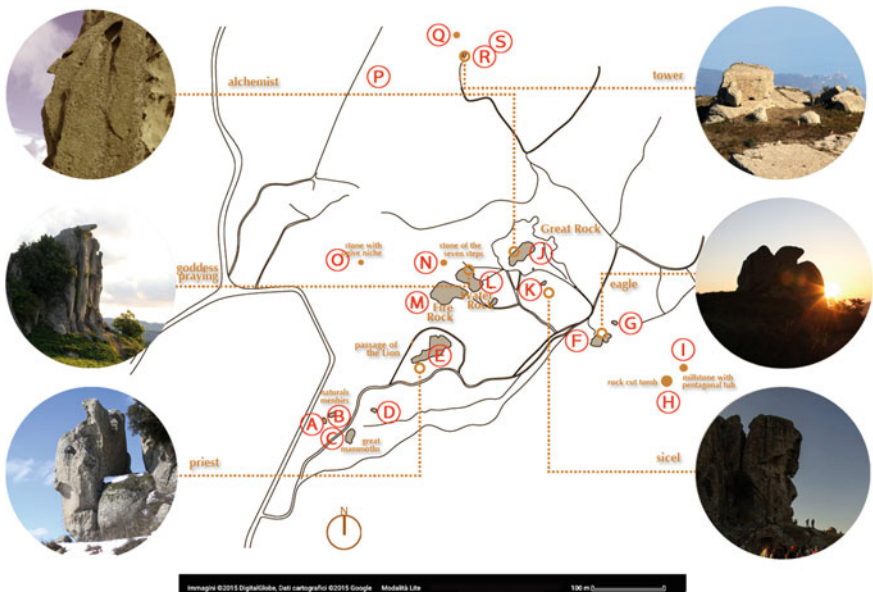 Q
S
R
P
alchemist
tower
Great Rock
O
stone with
ogive niche
N
stone of the
seven steps
J
goddess
praying
L
K
eagle
M
Water
Rock
Fire
Rock
G
F
passage of
the Lion
E
I
rock cut tomb
millstone with
pentagonal tub
H
naturals
menhirs
A
B
D
C
great
mammoths
priest
sicel
N
Immagini ©2015 DigitalGlobe, Dati cartografici ©2015 Google Modalità Lite 100 m